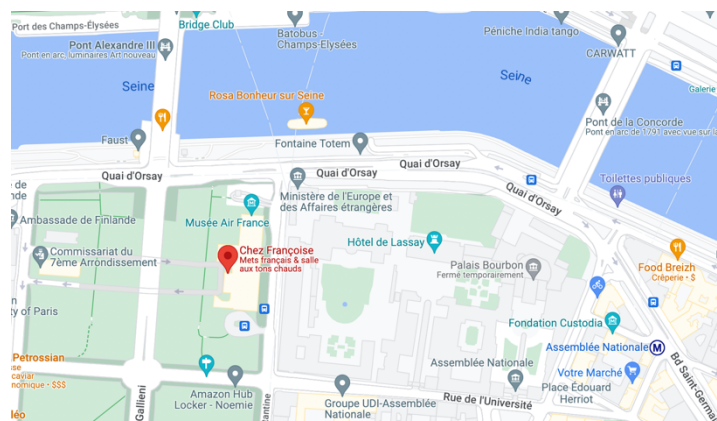 Port des Champs-Élysées
Bridge Club
Batobus -
Champs-Elysées
Péniche India tango
CARWATT
Pont Alexandre III
Pont en arc, luminaires Art nouveau
Seine
Seine
Galerie
Rosa Bonheur sur Seine
Pont de la Concorde
Pont en arc de 1791 avec vue sur la
Faust
Fontaine Totem
Quai d'Orsay
Quai d'Orsay
Quai d'Orsay
Quai d'Orsay
Toilettes publiques
Ministère de l'Europe et
des Affaires étrangères
Musée Air France
Ambassade de Finlande
Commissariat du
7ème Arrondissement
Chez Françoise
Mets français & salle
aux tons chauds
Hôtel de Lassay
Palais Bourbon
Fermé temporairement
Food Breizh
Crêperie • $
ty of Paris
Fondation Custodia
Assemblée Nationale
Petrossian
caviar
nomique • $$$
Assemblée Nationale
Votre Marché
Place Édouard
Herriot
Bd Saint-Germa
Amazon Hub
Locker - Noemie
Gallieni
Groupe UDI-Assemblée
Nationale
Rue de l'Université